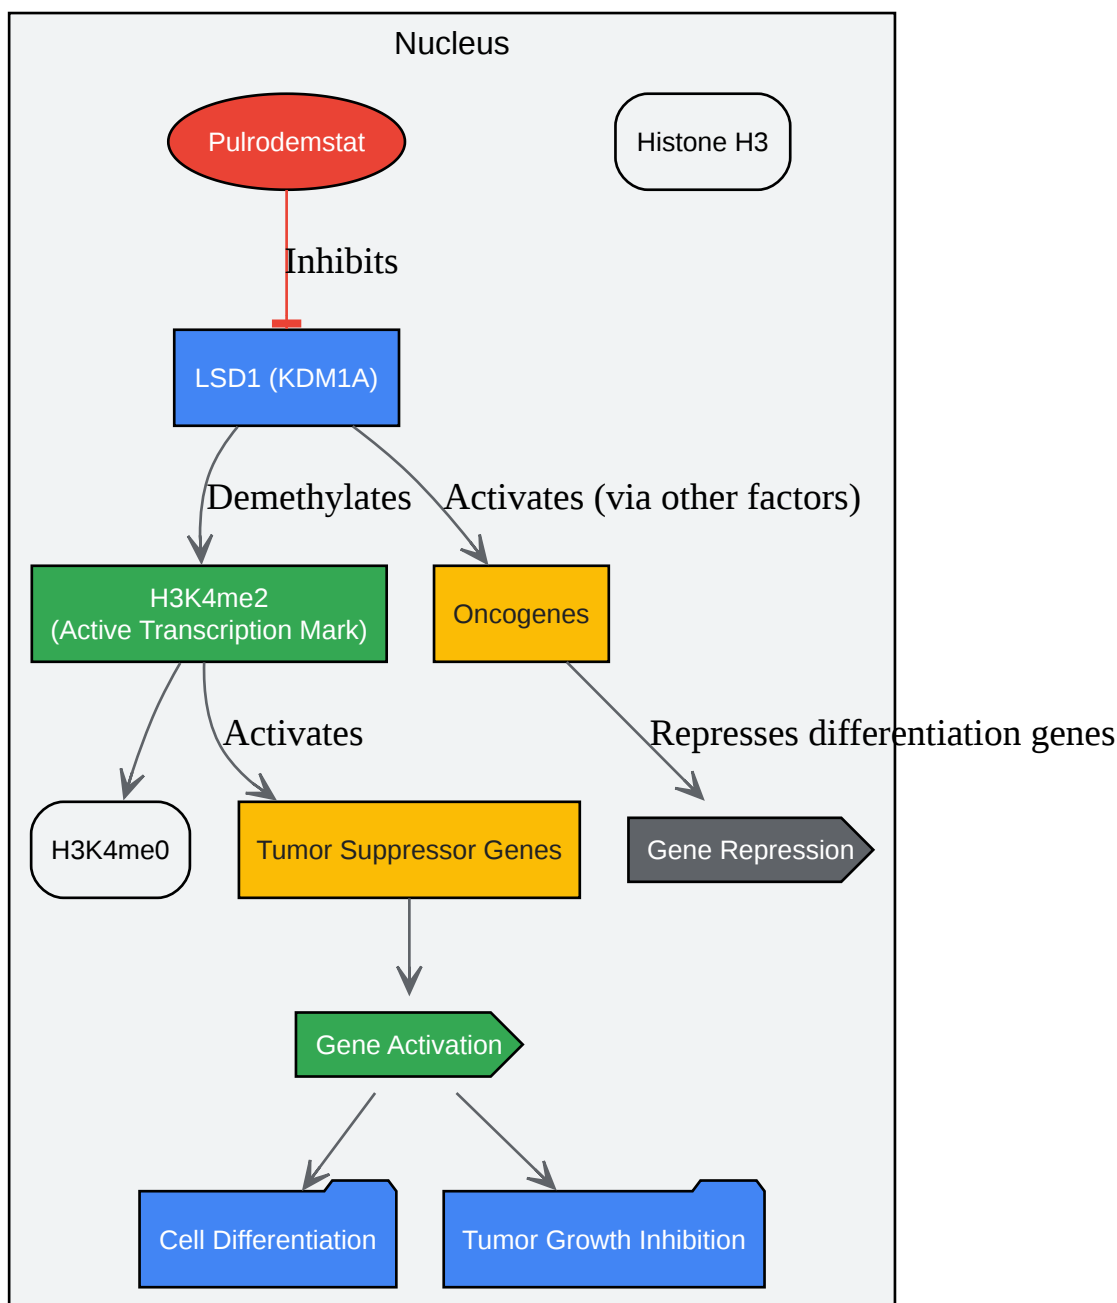 Nucleus
Pulrodemstat
Histone H3
Inhibits
LSD1 (KDM1A)
Demethylates
Activates (via other factors)
H3K4me2
(Active Transcription Mark)
Oncogenes
Activates
Represses differentiation genes
H3K4me0
Tumor Suppressor Genes
Gene Repression
Gene Activation
Cell Differentiation
Tumor Growth Inhibition